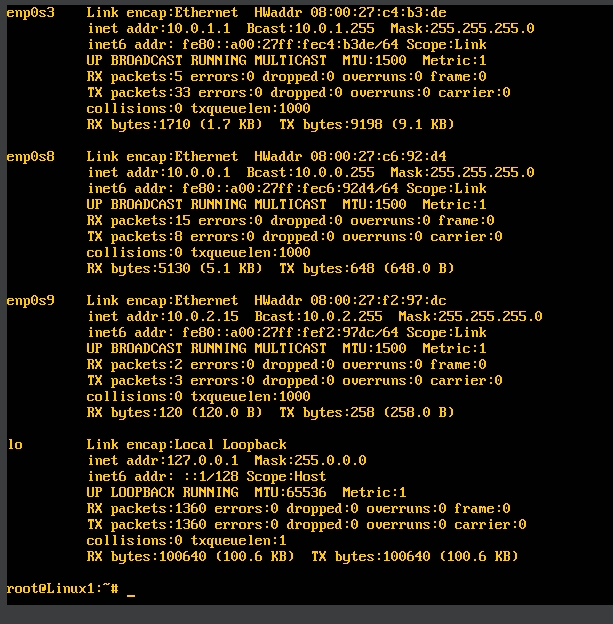 enp0s3    Link encap:Ethernet  HWaddr 08:00:27:c4:b3:de
          inet addr:10.0.1.1  Bcast:10.0.1.255  Mask:255.255.255.0
          inet6 addr: fe80::a00:27ff:fec4:b3de/64 Scope:Link
          UP BROADCAST RUNNING MULTICAST  MTU:1500  Metric:1
          RX packets:5 errors:0 dropped:0 overruns:0 frame:0
          TX packets:33 errors:0 dropped:0 overruns:0 carrier:0
          collisions:0 txqueuelen:1000
          RX bytes:1710 (1.7 KB)  TX bytes:9198 (9.1 KB)

enp0s8    Link encap:Ethernet  HWaddr 08:00:27:c6:92:d4
          inet addr:10.0.0.1  Bcast:10.0.0.255  Mask:255.255.255.0
          inet6 addr: fe80::a00:27ff:fec6:92d4/64 Scope:Link
          UP BROADCAST RUNNING MULTICAST  MTU:1500  Metric:1
          RX packets:15 errors:0 dropped:0 overruns:0 frame:0
          TX packets:8 errors:0 dropped:0 overruns:0 carrier:0
          collisions:0 txqueuelen:1000
          RX bytes:5130 (5.1 KB)  TX bytes:648 (648.0 B)

enp0s9    Link encap:Ethernet  HWaddr 08:00:27:f2:97:dc
          inet addr:10.0.2.15  Bcast:10.0.2.255  Mask:255.255.255.0
          inet6 addr: fe80::a00:27ff:fef2:97dc/64 Scope:Link
          UP BROADCAST RUNNING MULTICAST  MTU:1500  Metric:1
          RX packets:2 errors:0 dropped:0 overruns:0 frame:0
          TX packets:3 errors:0 dropped:0 overruns:0 carrier:0
          collisions:0 txqueuelen:1000
          RX bytes:120 (120.0 B)  TX bytes:258 (258.0 B)

lo        Link encap:Local Loopback
          inet addr:127.0.0.1  Mask:255.0.0.0
          inet6 addr: ::1/128 Scope:Host
          UP LOOPBACK RUNNING  MTU:65536  Metric:1
          RX packets:1360 errors:0 dropped:0 overruns:0 frame:0
          TX packets:1360 errors:0 dropped:0 overruns:0 carrier:0
          collisions:0 txqueuelen:1
          RX bytes:100640 (100.6 KB)  TX bytes:100640 (100.6 KB)

root@Linux1:~# _